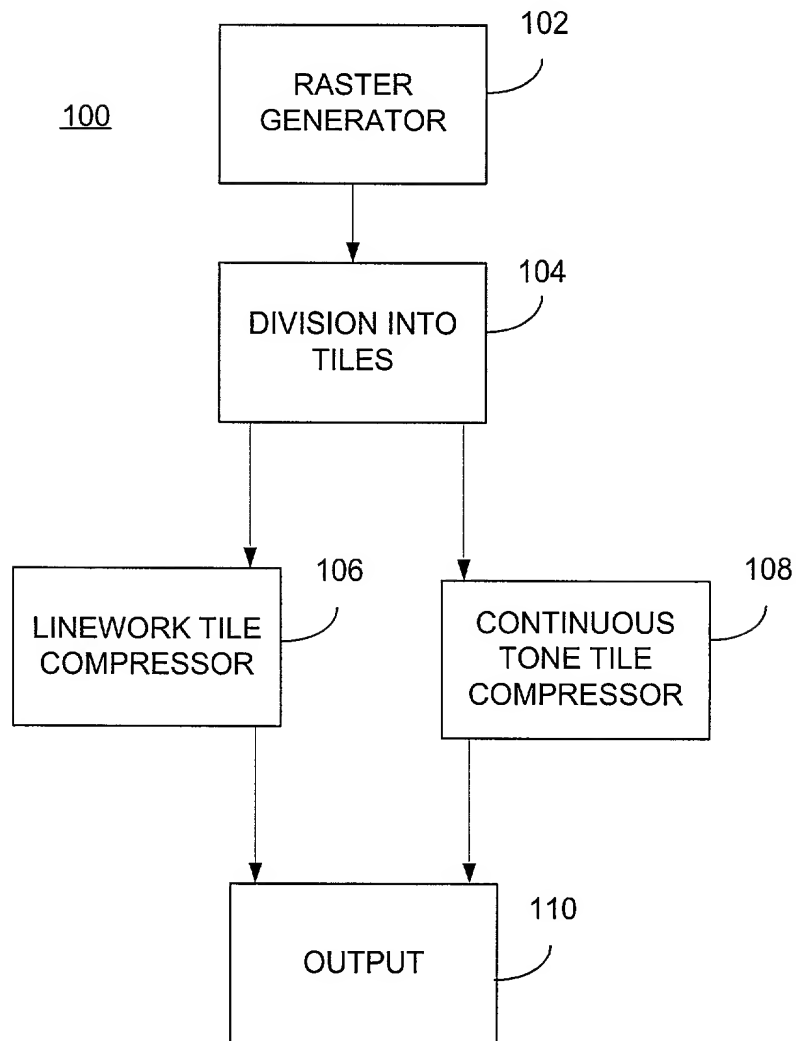 102
RASTER
GENERATOR
100
104
DIVISION INTO
TILES
106
108
LINEWORK TILE
COMPRESSOR
CONTINUOUS
TONE TILE
COMPRESSOR
110
OUTPUT